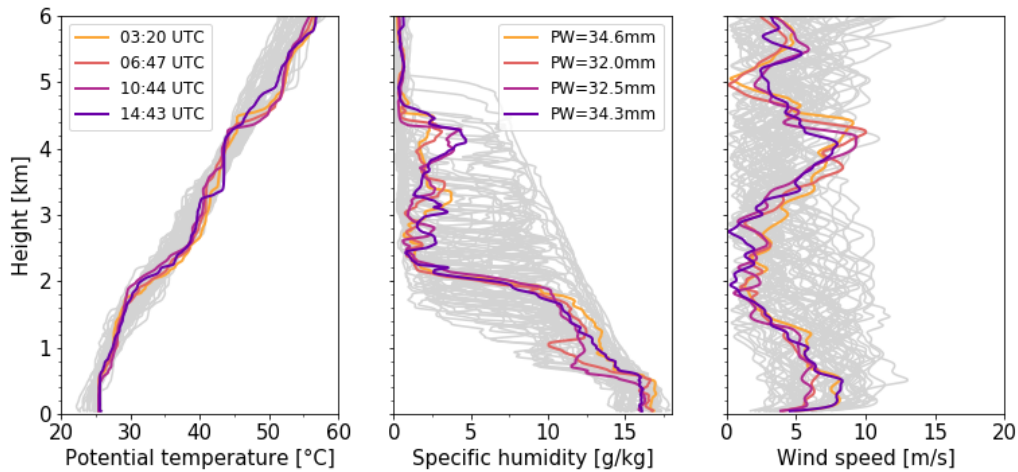 6
5
4
3
2
1
0
Height [km]
03:20 UTC
06:47 UTC
10:44 UTC
14:43 UTC
20 30 40 50 60
Potential temperature [°C]
PW=34.6mm
PW=32.0mm
PW=32.5mm
PW=34.3mm
0 5 10 15
Specific humidity [g/kg]
0 5 10 15 20
Wind speed [m/s]